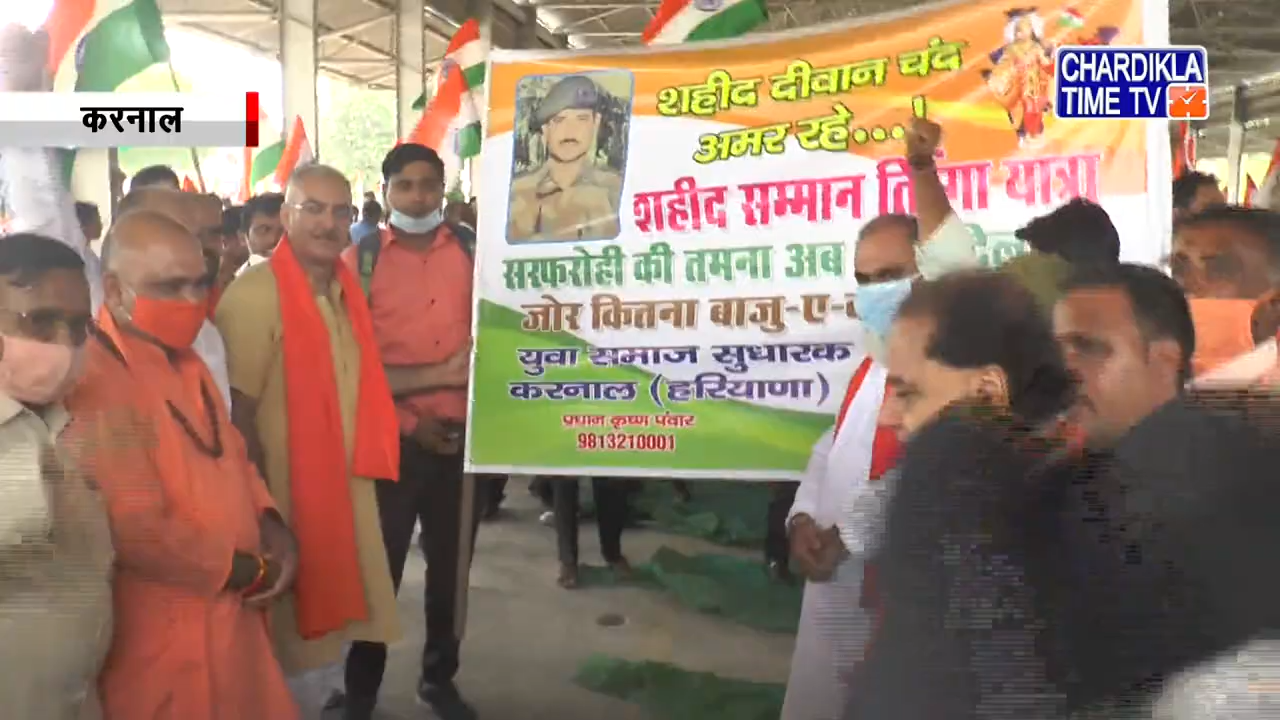 CHARDIKLA
TIME TV
करनाल
शहीद दीवान चंद
अमर रहे...!
शहीद सम्मान यात्रा
सरफरोही की तमना अब
जोर कितना बाजु-ए-
युवा समाज सुधारक
करनाल (हरियाणा)
प्रधान कृष्ण पंवार
9813210001